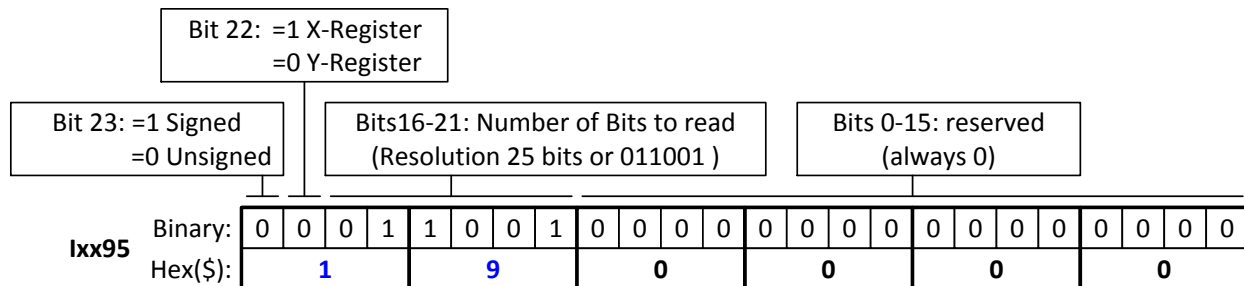 Bit 22: =1 X-Register
=0 Y-Register
Bit 23: =1 Signed
=0 Unsigned
Bits16-21: Number of Bits to read
(Resolution 25 bits or 011001 )
Bits 0-15: reserved
(always 0)
Ixx95
Binary: 0 0 0 1 1 0 0 1 0 0 0 0 0 0 0 0 0 0 0 0 0 0 0 0
Hex($): 1 9 0 0 0 0